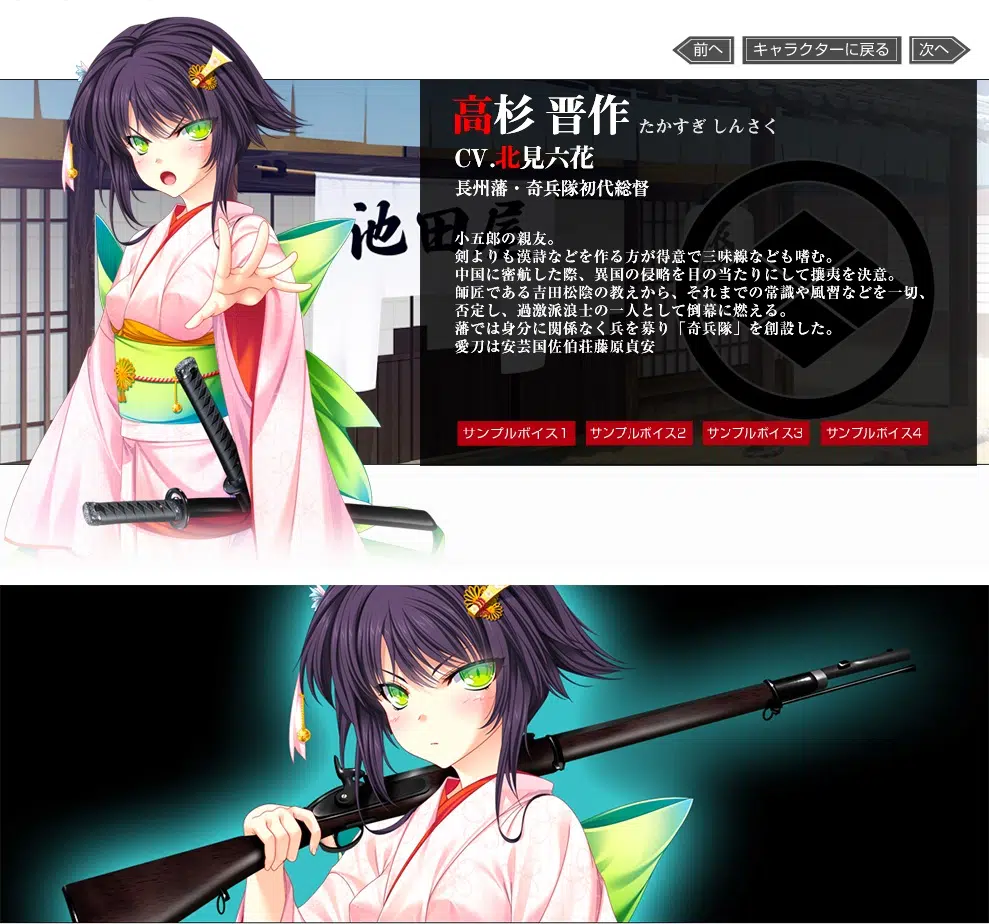 前へ
キャラクターに戻る
次へ
高杉 晋作 たかすぎ しんさく
CV.北見六花
長州藩・奇兵隊初代総督
池田屋
小五郎の親友。
剣よりも漢詩などを作る方が得意で三味線なども嗜む。
中国に密航した際、異国の侵略を目の当たりにして攘夷を決意。
師匠である吉田松陰の教えから、それまでの常識や風習などを一切、
否定し、過激派浪士の一人として倒幕に燃える。
藩では身分に関係なく兵を募り「奇兵隊」を創設した。
愛刀は安芸国佐伯荘藤原貞安
サンプルボイス1
サンプルボイス2
サンプルボイス3
サンプルボイス4